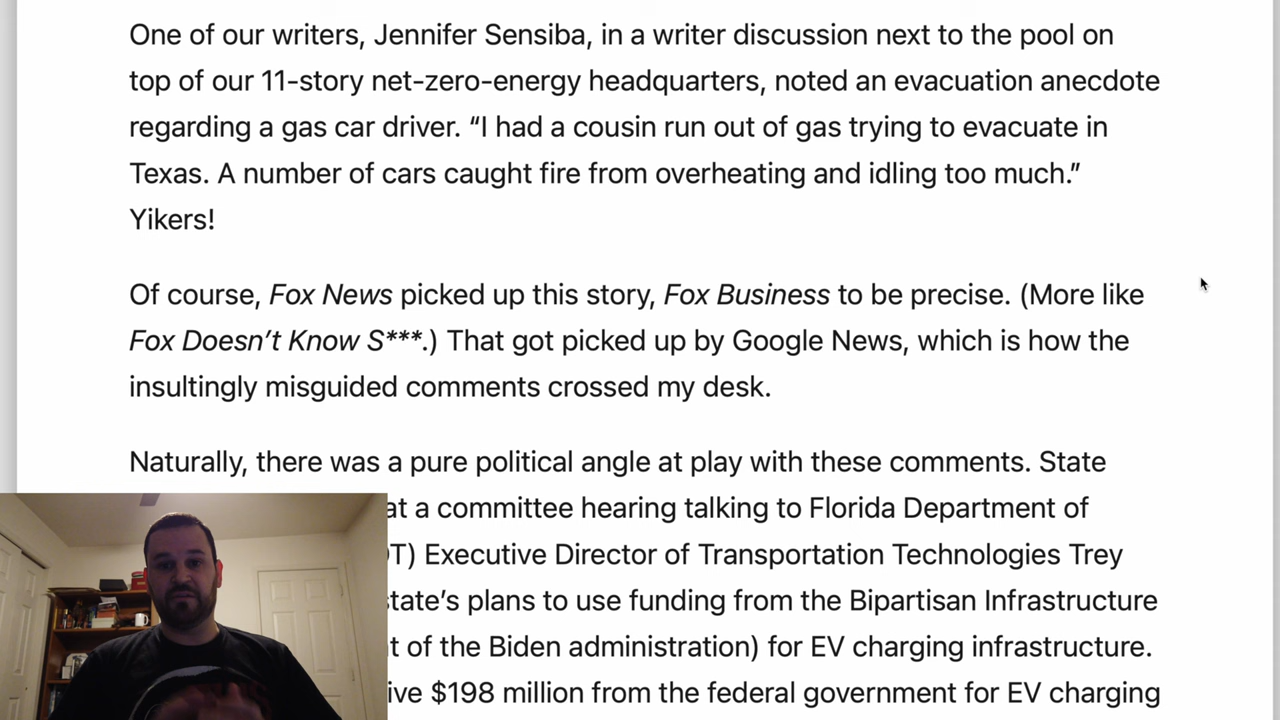 One of our writers, Jennifer Sensiba, in a writer discussion next to the pool on
top of our 11-story net-zero-energy headquarters, noted an evacuation anecdote
regarding a gas car driver. “I had a cousin run out of gas trying to evacuate in
Texas. A number of cars caught fire from overheating and idling too much.”
Yikers!
Of course, Fox News picked up this story, Fox Business to be precise. (More like
Fox Doesn’t Know S***.) That got picked up by Google News, which is how the
insultingly misguided comments crossed my desk.
Naturally, there was a pure political angle at play with these comments. State
at a committee hearing talking to Florida Department of
OT) Executive Director of Transportation Technologies Trey
state’s plans to use funding from the Bipartisan Infrastructure
t of the Biden administration) for EV charging infrastructure.
ive $198 million from the federal government for EV charging